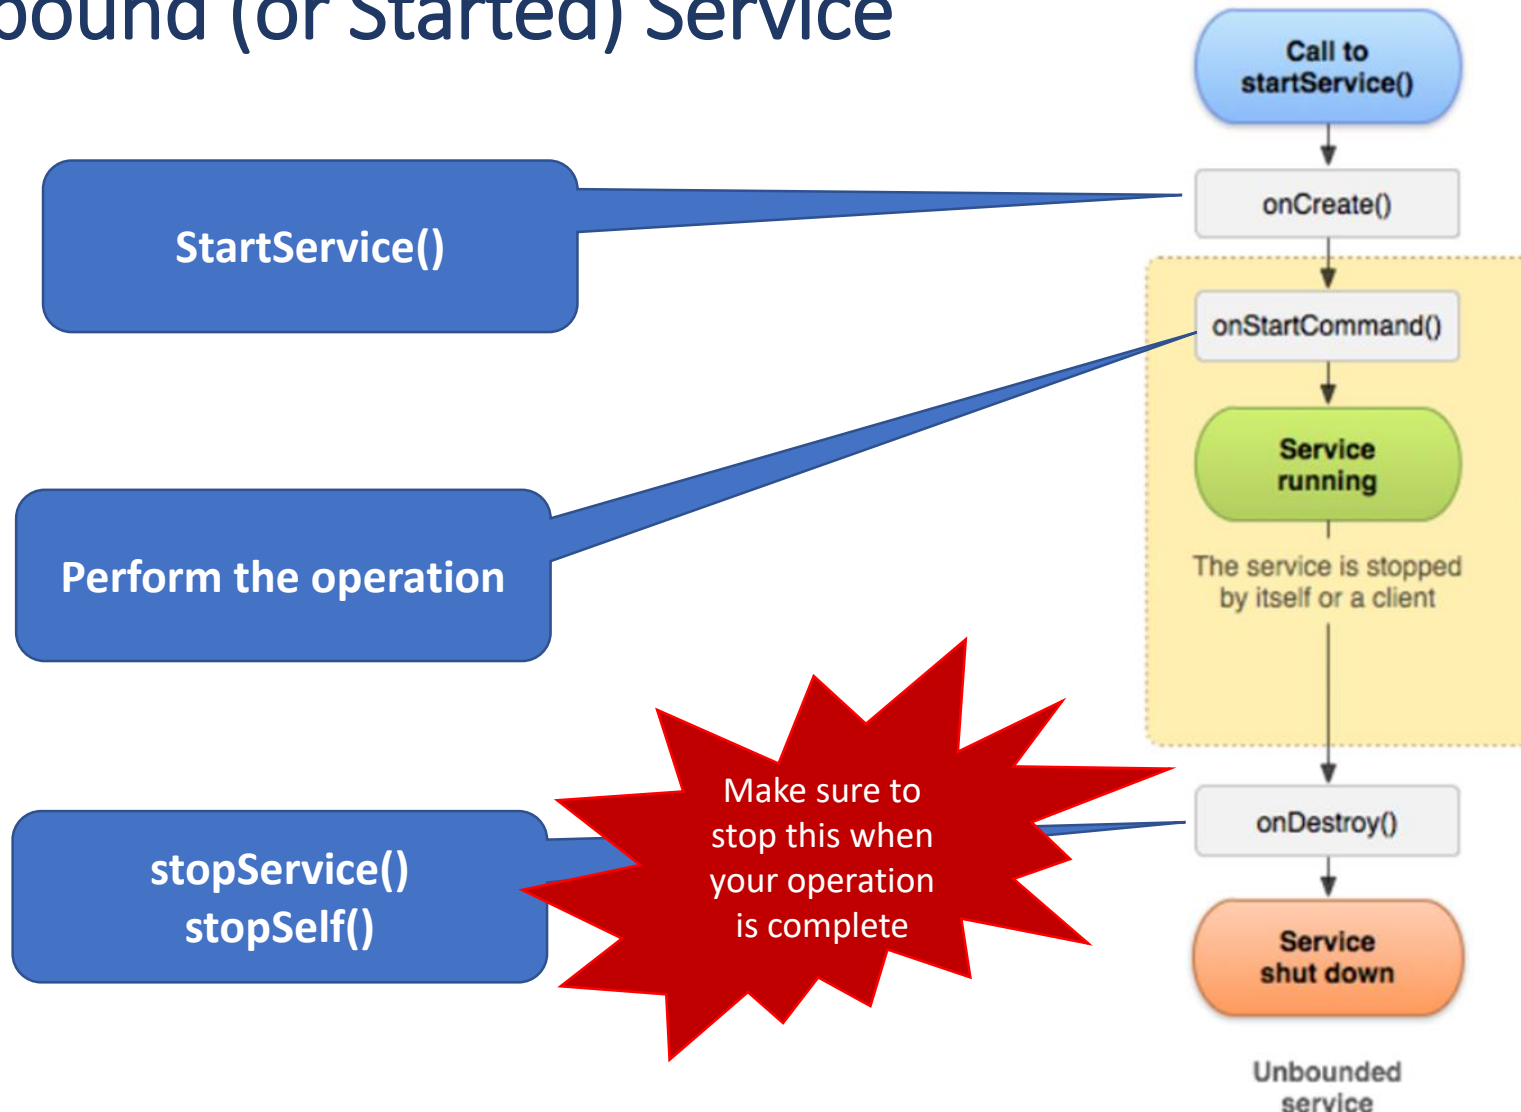 bound (or Started) Service
Call to
startService()
onCreate()
StartService()
onStartCommand()
Service
running
Perform the operation
The service is stopped
by itself or a client
Make sure to
stop this when
your operation
is complete
onDestroy()
stopService()
stopSelf()
Service
shut down
Unbounded
service